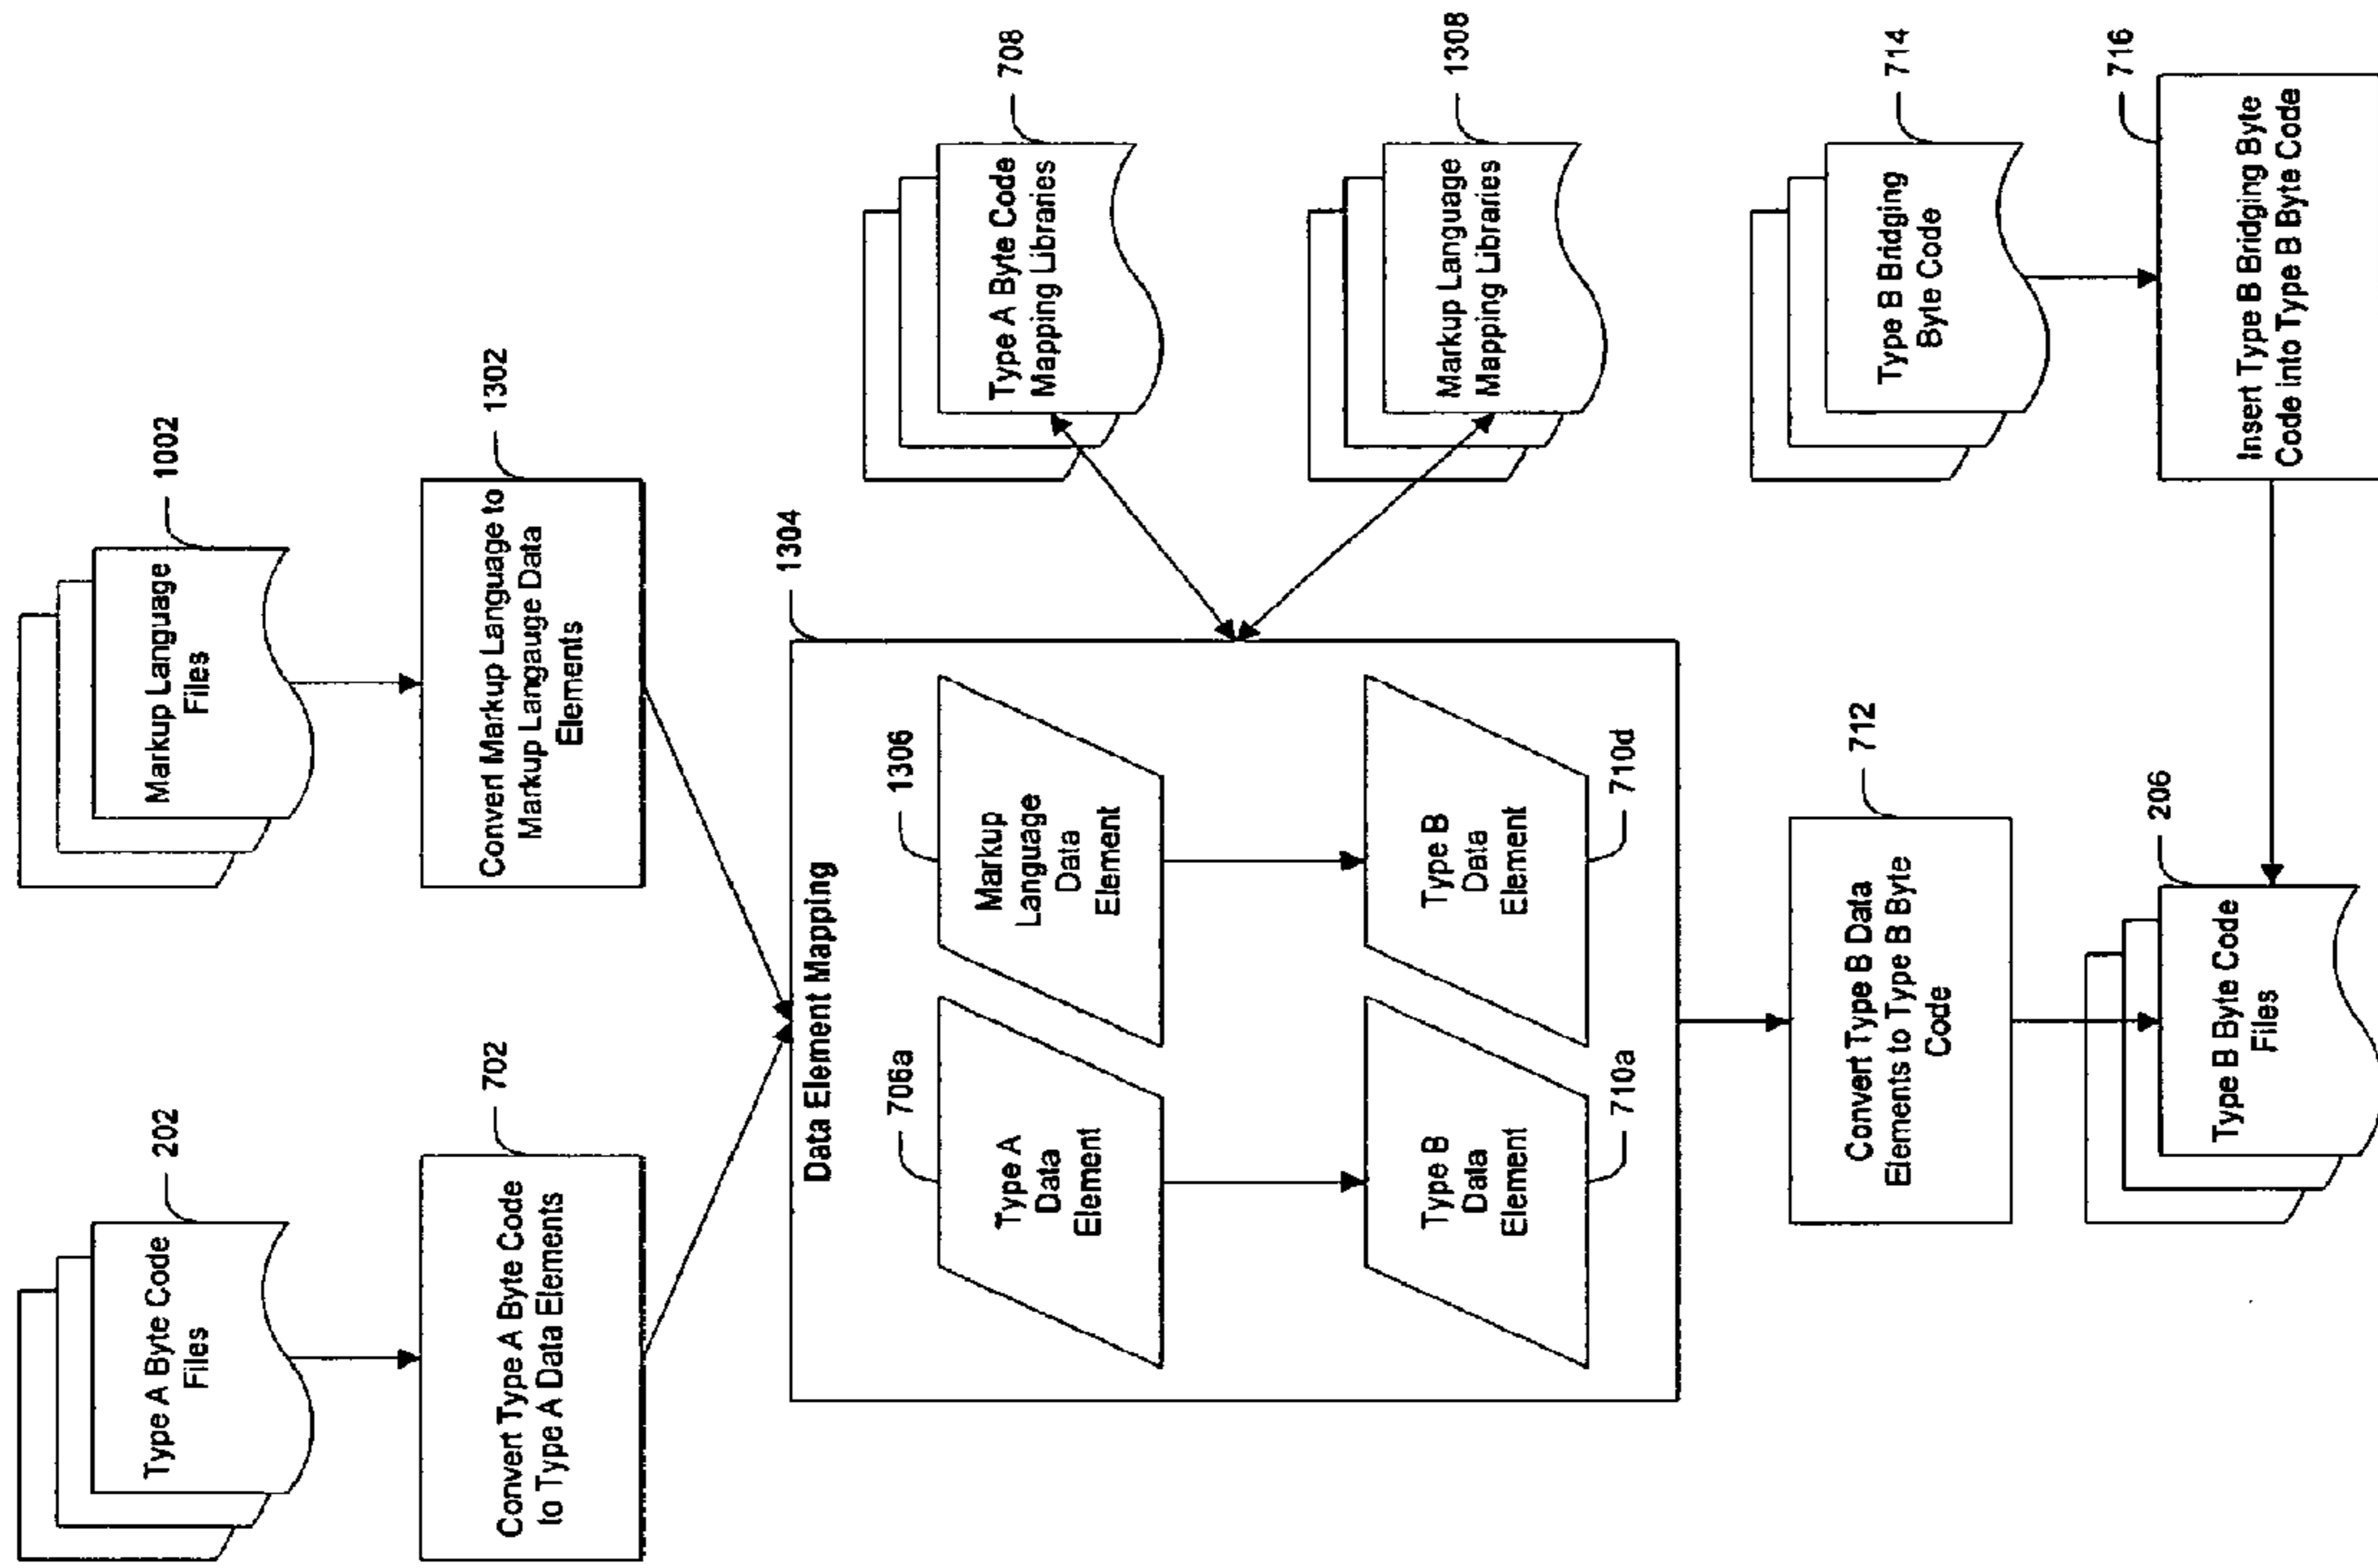 202
Type A Byte Code
Files
1002
Markup Language
Files
702
Convert Type A Byte Code
to Type A Data Elements
1302
Convert Markup Language to
Markup Langauge Data
Elements
1304
Data Element Mapping
706a
Type A
Data
Element
1306
Markup
Language
Data
Element
Type B
Data
Element
710a
Type B
Data
Element
710d
708
Type A Byte Code
Mapping Libraries
1308
Markup Language
Mapping Libraries
712
Convert Type B Data
Elements to Type B Byte
Code
714
Type B Bridging
Byte Code
206
Type B Byte Code
Files
716
Insert Type B Bridging Byte
Code into Type B Byte Code